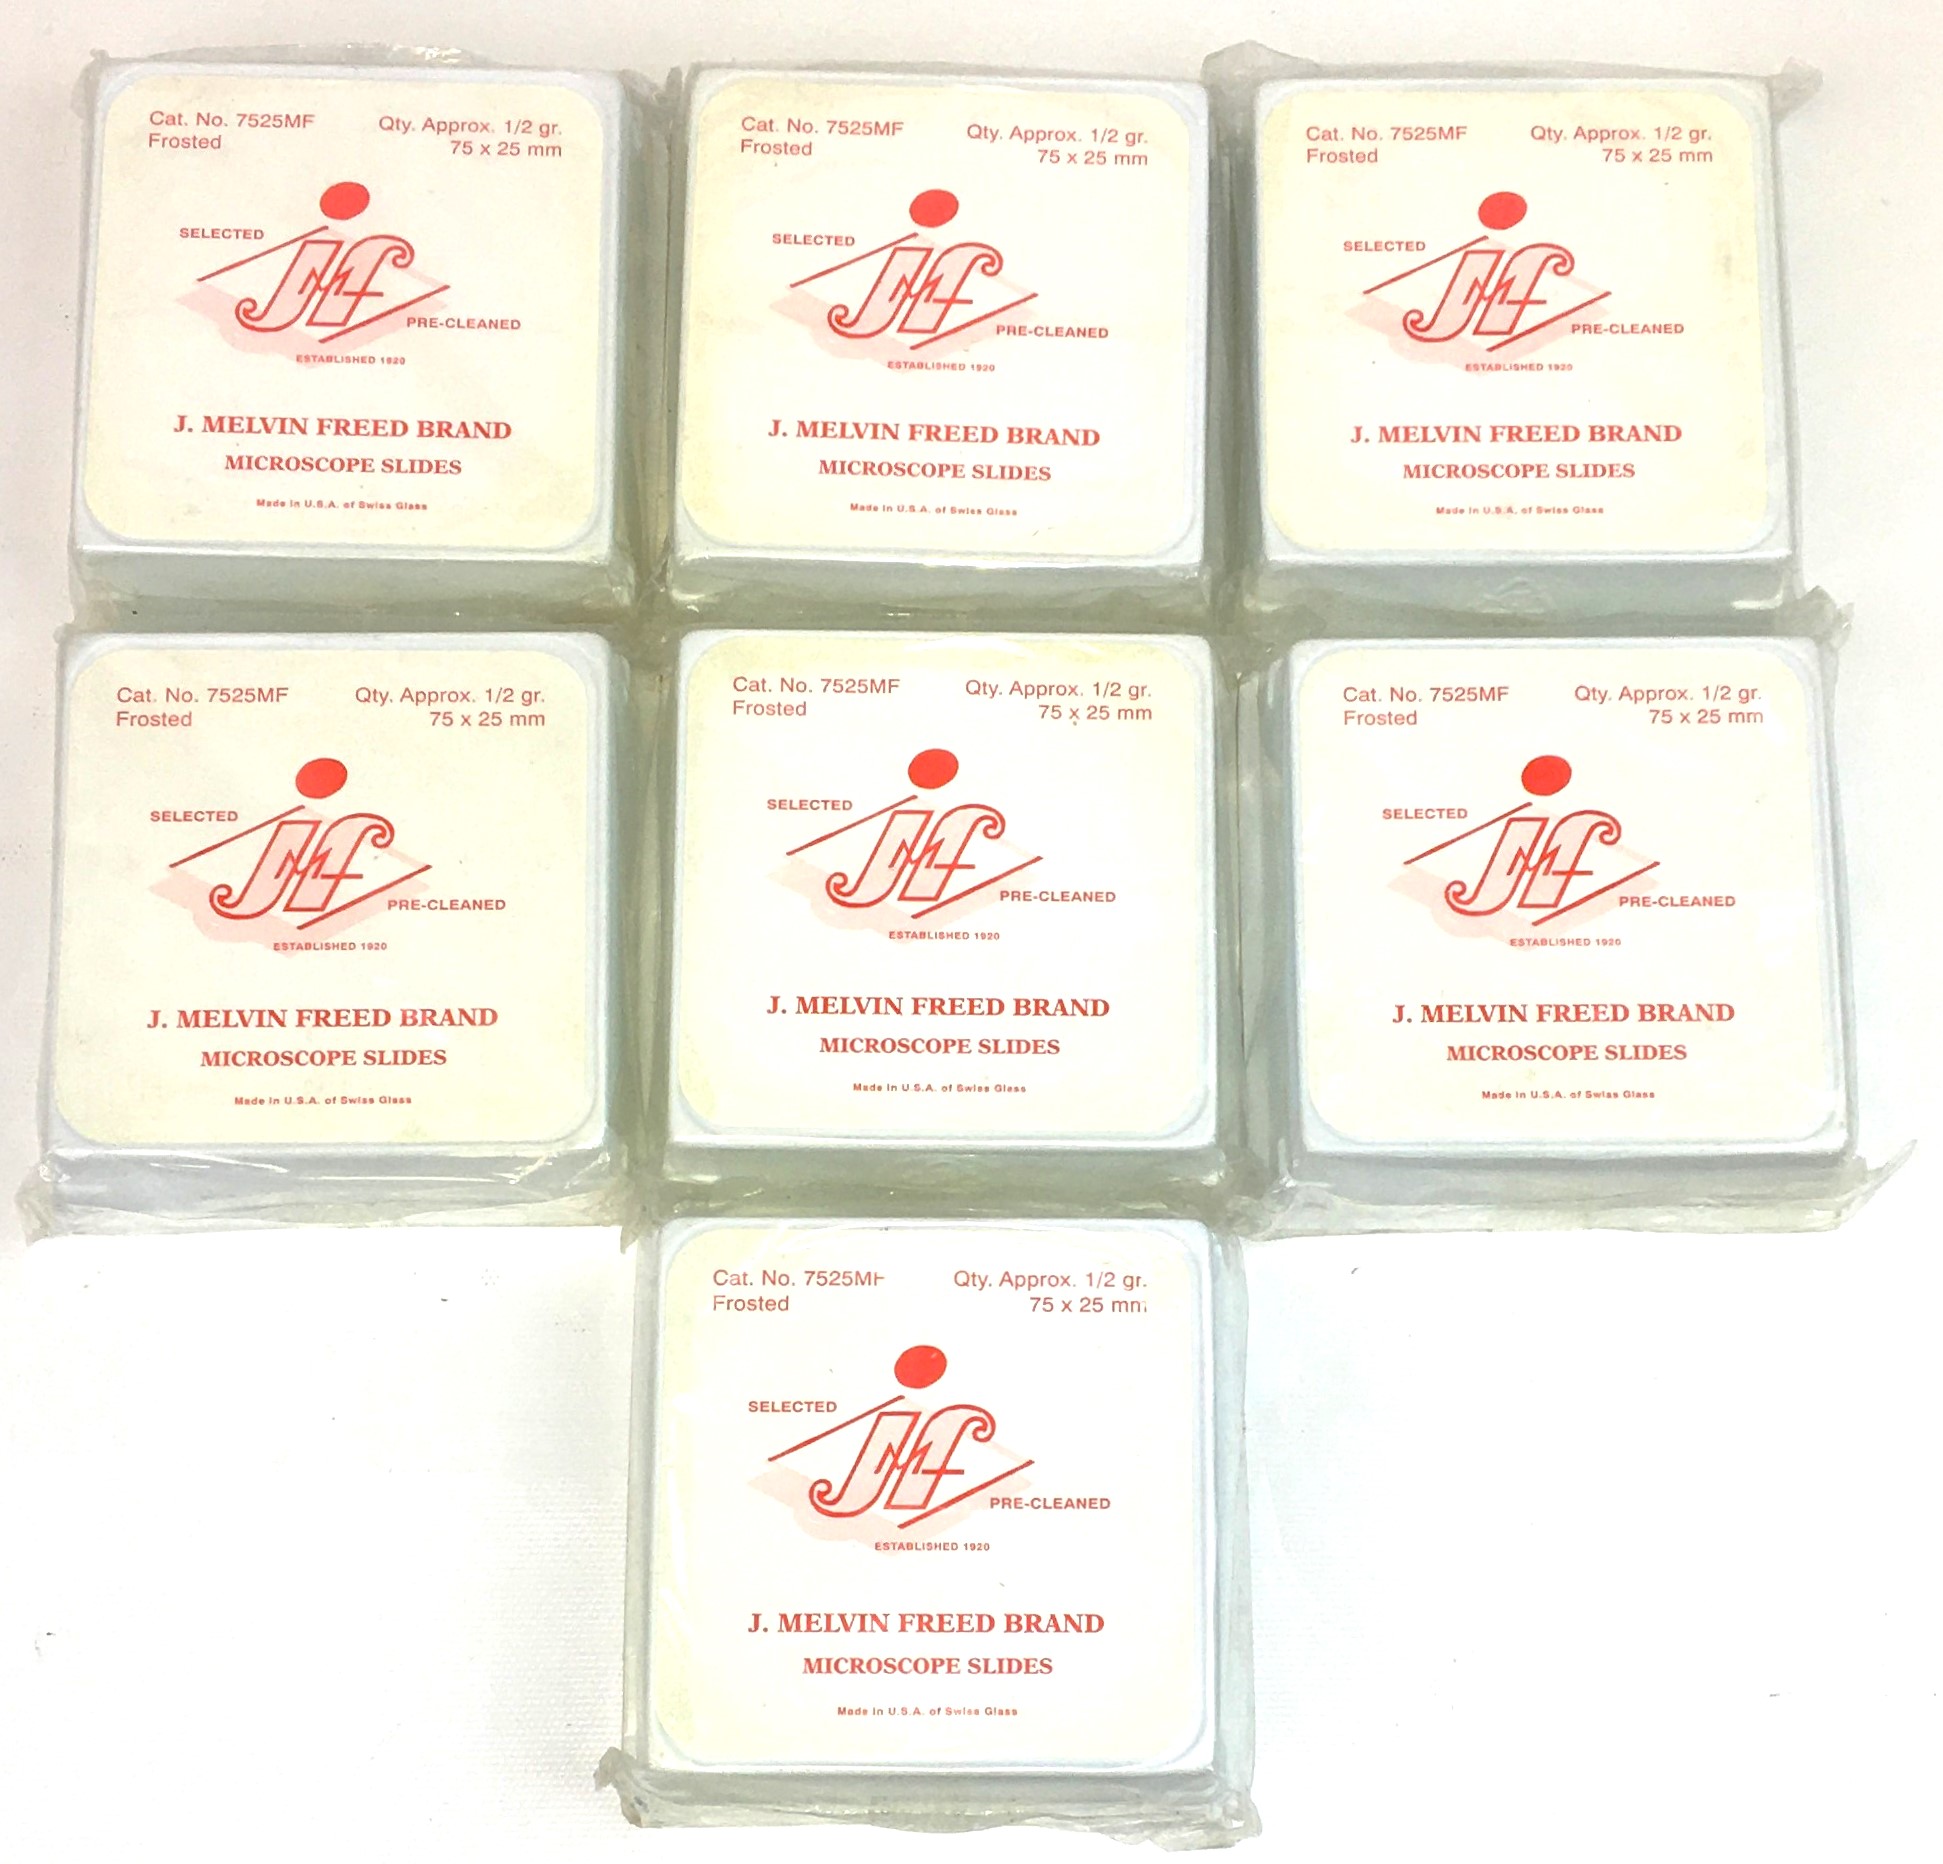 Cat. No. 7525MF Qty. Approx. 1/2 gr.
Frosted 75 x 25 mm
SELECTED
JMf
PRE-CLEANED
ESTABLISHED 1920
J. MELVIN FREED BRAND
MICROSCOPE SLIDES
Made in U.S.A. of Swiss Glass
Cat. No. 7525MF Qty. Approx. 1/2 gr.
Frosted 75 x 25 mm
SELECTED
JMf
PRE-CLEANED
ESTABLISHED 1920
J. MELVIN FREED BRAND
MICROSCOPE SLIDES
Made in U.S.A. of Swiss Glass
Cat. No. 7525MF Qty. Approx. 1/2 gr.
Frosted 75 x 25 mm
SELECTED
JMf
PRE-CLEANED
ESTABLISHED 1920
J. MELVIN FREED BRAND
MICROSCOPE SLIDES
Made in U.S.A. of Swiss Glass
Cat. No. 7525MF Qty. Approx. 1/2 gr.
Frosted 75 x 25 mm
SELECTED
JMf
PRE-CLEANED
ESTABLISHED 1920
J. MELVIN FREED BRAND
MICROSCOPE SLIDES
Made in U.S.A. of Swiss Glass
Cat. No. 7525MF Qty. Approx. 1/2 gr.
Frosted 75 x 25 mm
SELECTED
JMf
PRE-CLEANED
ESTABLISHED 1920
J. MELVIN FREED BRAND
MICROSCOPE SLIDES
Made in U.S.A. of Swiss Glass
Cat. No. 7525MF Qty. Approx. 1/2 gr.
Frosted 75 x 25 mm
SELECTED
JMf
PRE-CLEANED
ESTABLISHED 1920
J. MELVIN FREED BRAND
MICROSCOPE SLIDES
Made in U.S.A. of Swiss Glass
Cat. No. 7525MF Qty. Approx. 1/2 gr.
Frosted 75 x 25 mm
SELECTED
JMf
PRE-CLEANED
ESTABLISHED 1920
J. MELVIN FREED BRAND
MICROSCOPE SLIDES
Made in U.S.A. of Swiss Glass